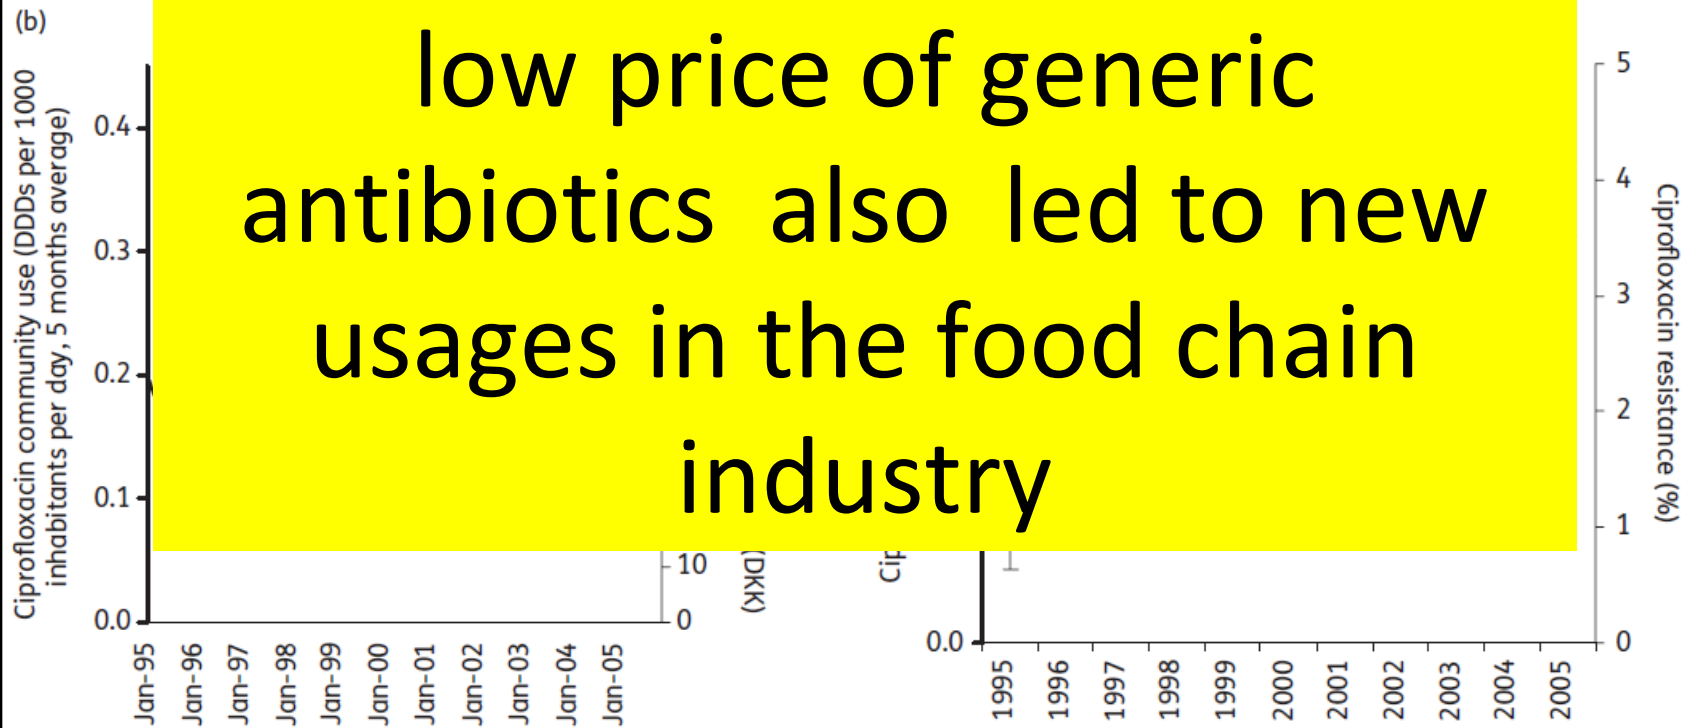 (b)
low price of generic
antibiotics also led to new
usages in the food chain
industry
Ciprofloxacin community use (DDDs per 1000
inhabitants per day, 5 months average)
0.4
0.3
0.2
0.1
0.0
Jan-95
Jan-96
Jan-97
Jan-98
Jan-99
Jan-00
Jan-01
Jan-02
Jan-03
Jan-04
Jan-05
10
0
(DKK)
Cip
0.0
1995
1996
1997
1998
1999
2000
2001
2002
2003
2004
2005
5
4
3
2
1
0
Ciprofloxacin resistance (%)